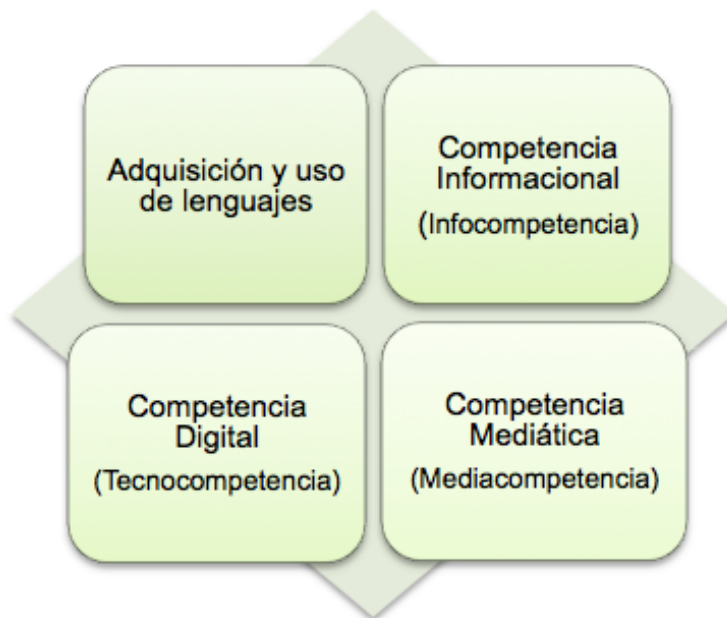 Adquisición y uso
de lenguajes
Competencia
Informacional
(Infocompetencia)
Competencia
Digital
(Tecnocompetencia)
Competencia
Mediática
(Mediacompetencia)